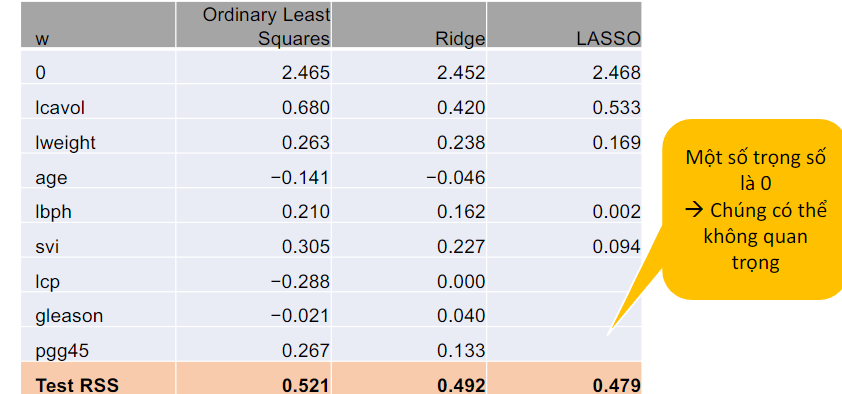 w Ordinary Least Squares Ridge LASSO
0 2.465 2.452 2.468
lcavol 0.680 0.420 0.533
lweight 0.263 0.238 0.169
age −0.141 −0.046
lbph 0.210 0.162 0.002
svi 0.305 0.227 0.094
lcp −0.288 0.000
gleason −0.021 0.040
pgg45 0.267 0.133
Test RSS 0.521 0.492 0.479
Một số trọng số
là 0
→ Chúng có thể
không quan
trọng